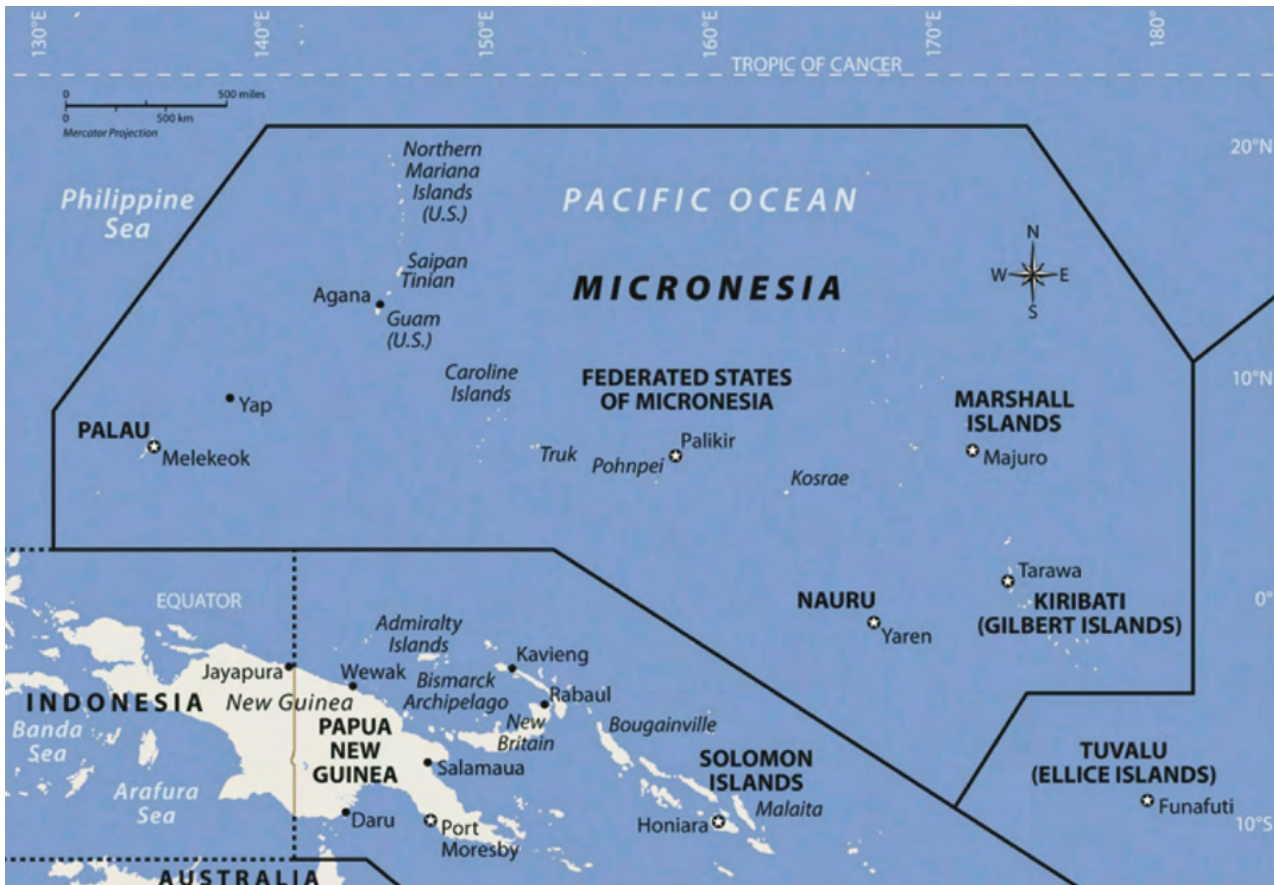 130°E
140°E
150°E
160°E
170°E
180°
TROPIC OF CANCER
0
500 miles
0
500 km
Mercator Projection
20°N
Northern
Mariana
Islands
(U.S.)
Philippine
Sea
PACIFIC OCEAN
N
W
E
S
Saipan
Tinian
MICRONESIA
Agana
Guam
(U.S.)
10°N
Caroline
Islands
FEDERATED STATES
OF MICRONESIA
MARSHALL
ISLANDS
Yap
PALAU
Melekeok
Truk
Pohnpei
Palikir
Kosrae
Majuro
Tarawa
EQUATOR
0°
NAURU
Yaren
KIRIBATI
(GILBERT ISLANDS)
Admiralty
Islands
Kavieng
Jayapura
Wewak
Bismarck
Archipelago
Rabaul
INDONESIA
New Guinea
Banda
Sea
PAPUA
NEW
GUINEA
New
Britain
Bougainville
SOLOMON
ISLANDS
TUVALU
(ELLICE ISLANDS)
Salamaua
Arafura
Sea
Malaita
Funafuti
Daru
Port
Moresby
Honiara
10°S
AUSTRALIA